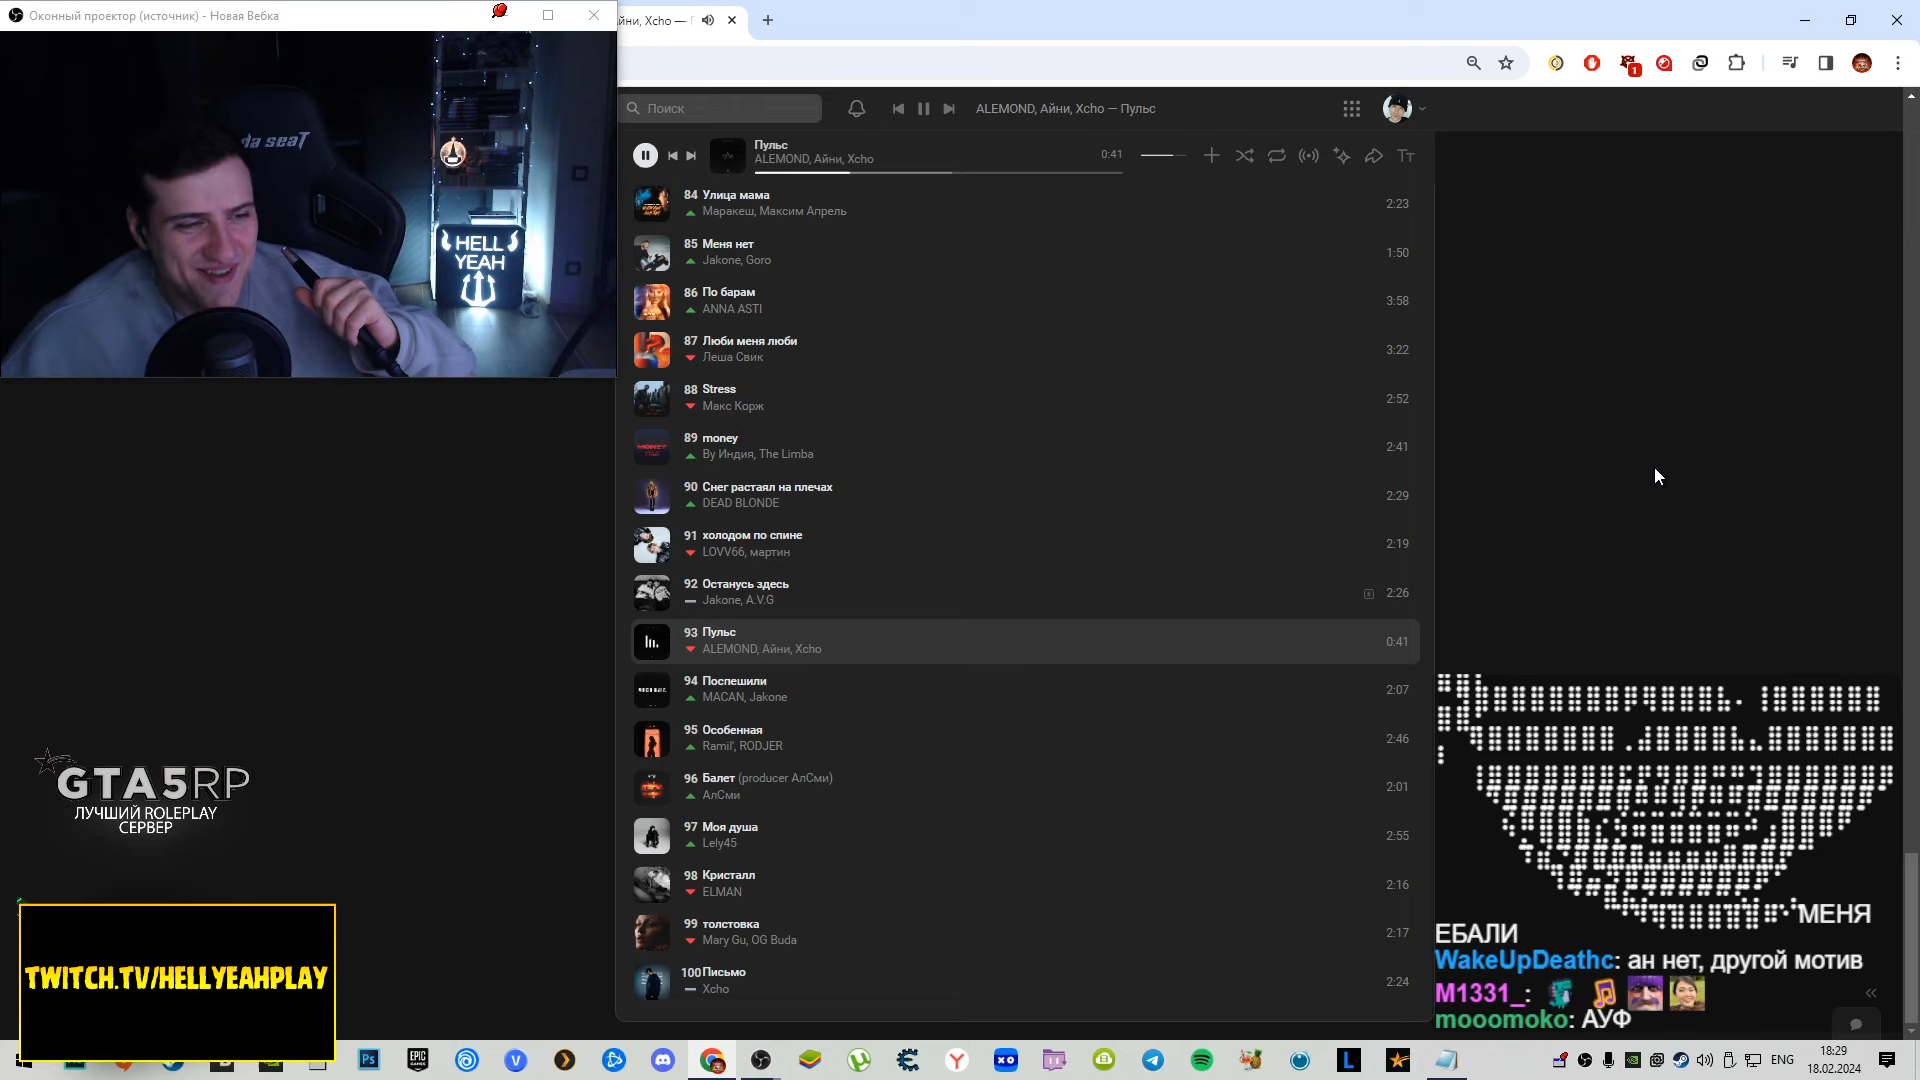 Оконный проектор (источник) - Новая Вебка
йни, Xcho —
da seaT
HELL
YEAH
1
Поиск
ALEMOND, Айни, Xcho — Пульс
Пульс
ALEMOND, Айни, Xcho
0:41
84 Улица мама
Маракеш, Максим Апрель
2:23
85 Меня нет
Jakone, Goro
1:50
86 По барам
ANNA ASTI
3:58
87 Люби меня люби
Леша Свик
3:22
88 Stress
Макс Корж
2:52
89 money
By Индия, The Limba
2:41
90 Снег растаял на плечах
DEAD BLONDE
2:29
91 холодом по спине
LOVV66, мартин
2:19
92 Останусь здесь
Jakone, A.V.G
2:26
93 Пульс
ALEMOND, Айни, Xcho
0:41
94 Поспешили
MACAN, Jakone
2:07
95 Особенная
Ramil', RODJER
2:46
96 Балет (producer АлСми)
АлСми
2:01
97 Моя душа
Lely45
2:55
98 Кристалл
ELMAN
2:16
99 толстовка
Mary Gu, OG Buda
2:17
100 Письмо
Xcho
2:24
GTA5RP
ЛУЧШИЙ ROLEPLAY
СЕРВЕР
TWITCH.TV/HELLYEAHPLAY
МЕНЯ
ЕБАЛИ
WakeUpDeathc: ан нет, другой мотив
M1331_:
mooomoko: АУФ
ENG
18:29
18.02.2024